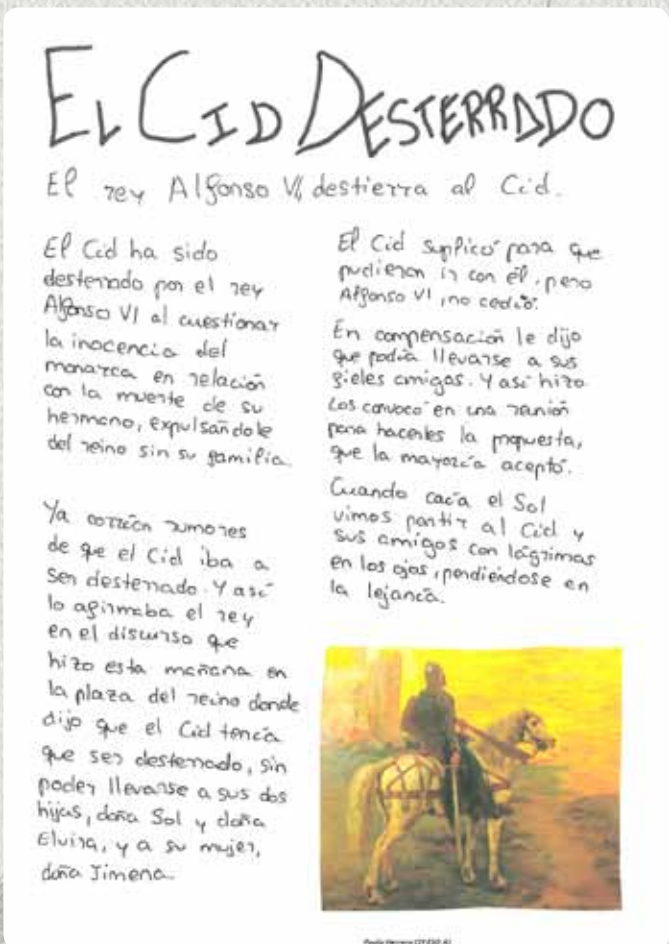 EL CID DESTERRADO
El rey Alfonso VI, destierra al Cid.
El Cid ha sido
desterrado por el rey
Alfonso VI al cuestionar
la inocencia del
monarca en relación
con la muerte de su
hermano, expulsándole
del reino sin su familia.
Ya corrían rumores
de que el Cid iba a
ser desterrado. Y así
lo afirmaba el rey
en el discurso que
hizo esta mañana en
la plaza del reino donde
dijo que el Cid tenía
que ser desterrado, sin
poder llevarse a sus dos
hijas, doña Sol y doña
Elvira, y a su mujer,
doña Jimena.
El Cid suplicó para que
pudieran ir con él, pero
Alfonso VI, no cedió.
En compensación le dijo
que podía llevarse a sus
fieles amigos. Y así hizo.
Los convocó en una reunión
para hacerles la propuesta,
que la mayoría aceptó.
Cuando caía el Sol
vimos partir al Cid y
sus amigos con lágrimas
en los ojos, perdiéndose en
la lejanía.